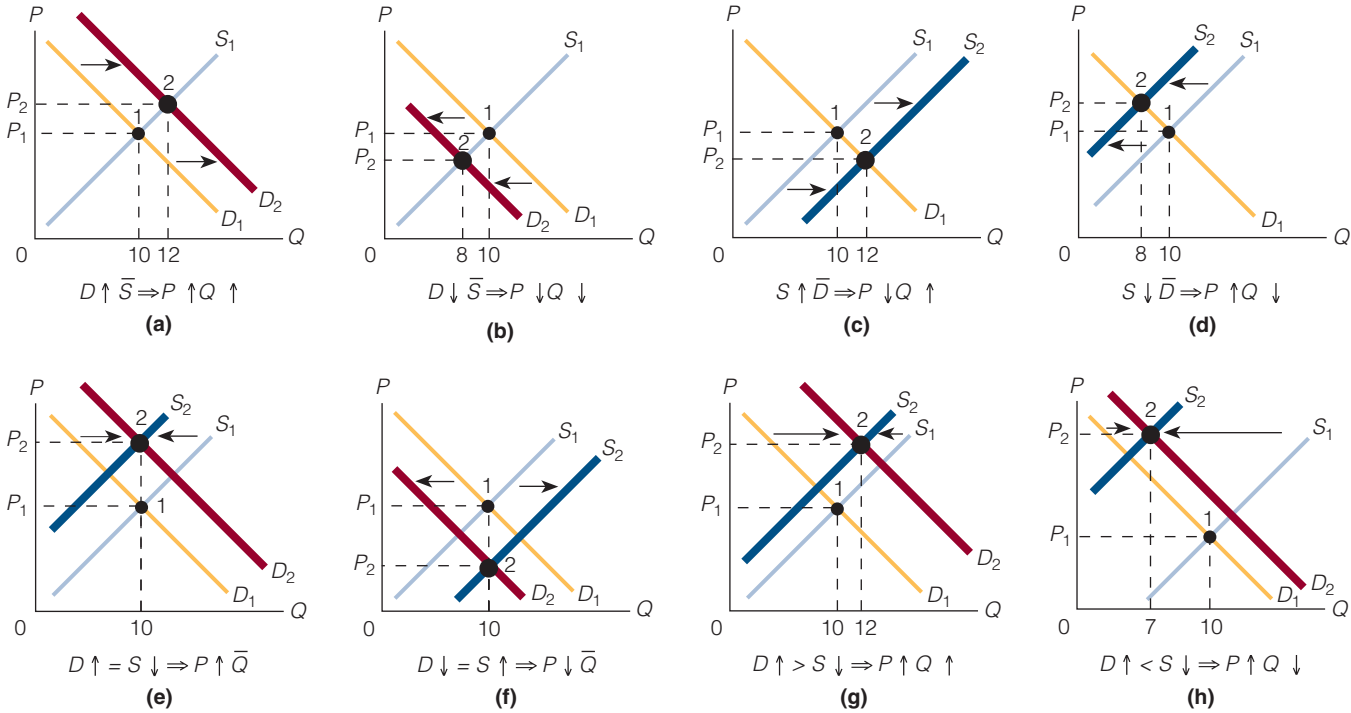 P
S₁
2
P₂
1
P₁
D₂
D₁
Q
0
10 12
D ↑ S̅ ⇒ P ↑ Q ↑
(a)
P
S₁
1
P₁
2
P₂
D₂
D₁
Q
0
8 10
D ↓ S̅ ⇒ P ↓ Q ↓
(b)
P
S₁
S₂
1
P₁
2
P₂
D₁
Q
0
10 12
S ↑ D̅ ⇒ P ↓ Q ↑
(c)
P
S₂
S₁
2
P₂
1
P₁
D₁
Q
0
8 10
S ↓ D̅ ⇒ P ↑ Q ↓
(d)
P
S₂
2
S₁
P₂
P₁
1
D₂
D₁
Q
0
10
D ↑ = S ↓ ⇒ P ↑ Q̅
(e)
P
S₁
S₂
1
P₁
P₂
2
D₂
D₁
Q
0
10
D ↓ = S ↑ ⇒ P ↓ Q̅
(f)
P
S₂
2
S₁
P₂
1
P₁
D₂
D₁
Q
0
10 12
D ↑ > S ↓ ⇒ P ↑ Q ↑
(g)
P
S₂
2
P₂
S₁
1
P₁
D₂
D₁
Q
0
7 10
D ↑ < S ↓ ⇒ P ↑ Q ↓
(h)